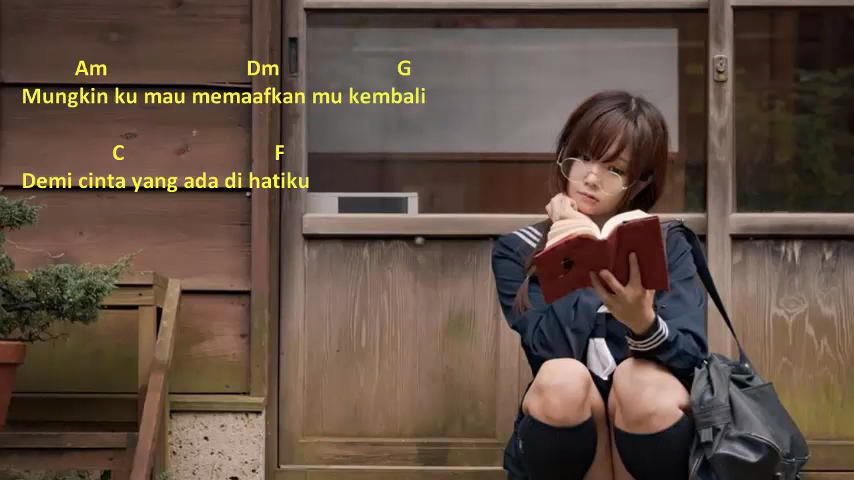 Am Dm G
Mungkin ku mau memaafkan mu kembali
C F
Demi cinta yang ada di hatiku